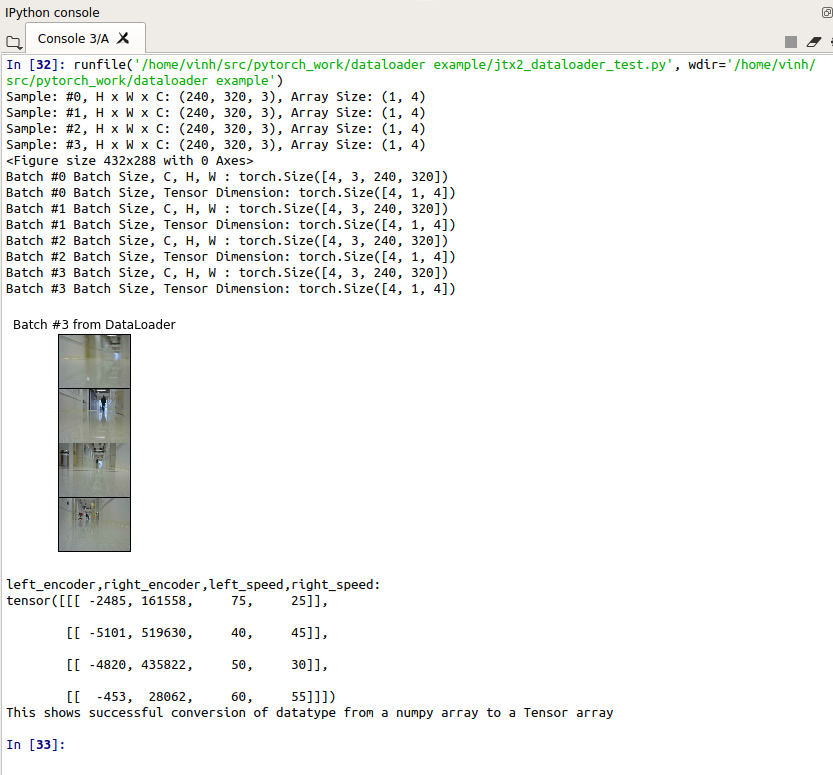 IPython console
Console 3/A
In [32]: runfile('/home/vinh/src/pytorch_work/dataloader example/jtx2_dataloader_test.py', wdir='/home/vinh/
src/pytorch_work/dataloader example')
Sample: #0, H x W x C: (240, 320, 3), Array Size: (1, 4)
Sample: #1, H x W x C: (240, 320, 3), Array Size: (1, 4)
Sample: #2, H x W x C: (240, 320, 3), Array Size: (1, 4)
Sample: #3, H x W x C: (240, 320, 3), Array Size: (1, 4)
<Figure size 432x288 with 0 Axes>
Batch #0 Batch Size, C, H, W : torch.Size([4, 3, 240, 320])
Batch #0 Batch Size, Tensor Dimension: torch.Size([4, 1, 4])
Batch #1 Batch Size, C, H, W : torch.Size([4, 3, 240, 320])
Batch #1 Batch Size, Tensor Dimension: torch.Size([4, 1, 4])
Batch #2 Batch Size, C, H, W : torch.Size([4, 3, 240, 320])
Batch #2 Batch Size, Tensor Dimension: torch.Size([4, 1, 4])
Batch #3 Batch Size, C, H, W : torch.Size([4, 3, 240, 320])
Batch #3 Batch Size, Tensor Dimension: torch.Size([4, 1, 4])
Batch #3 from DataLoader
left_encoder,right_encoder,left_speed,right_speed:
tensor([[[ -2485, 161558,     75,     25]],
        [[ -5101, 519630,     40,     45]],
        [[ -4820, 435822,     50,     30]],
        [[  -453,  28062,     60,     55]]])
This shows successful conversion of datatype from a numpy array to a Tensor array
In [33]: